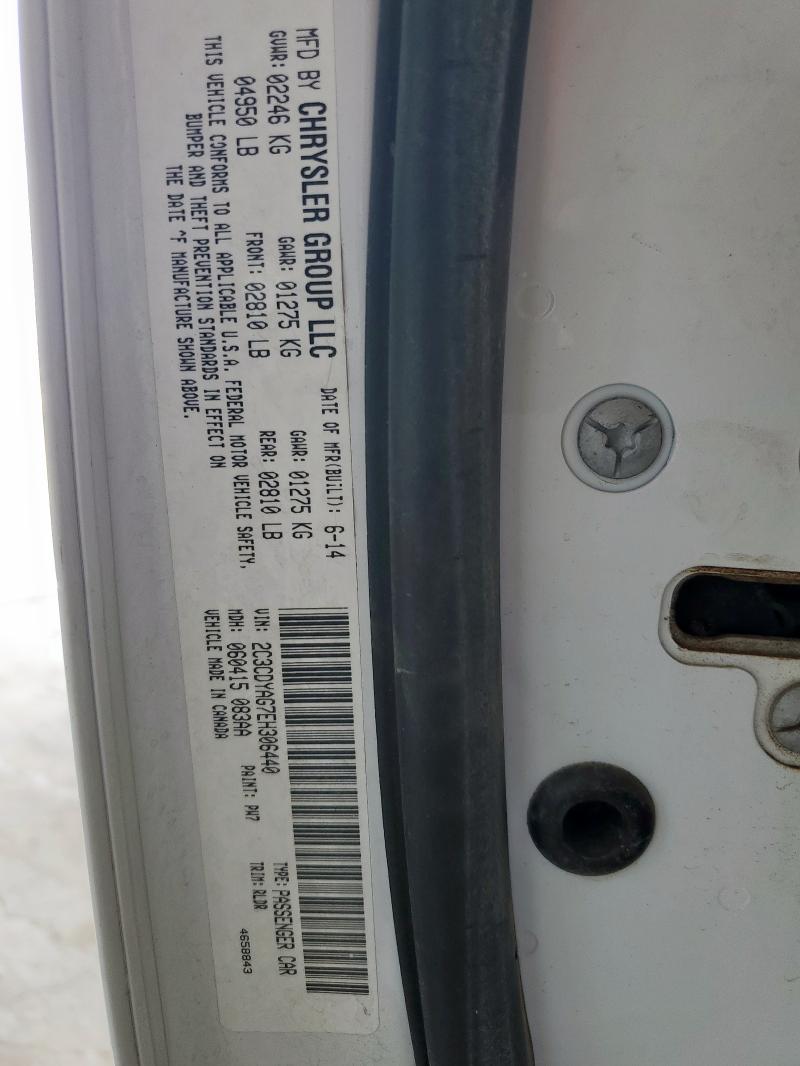 MFD BY CHRYSLER GROUP LLC DATE OF MFR(BUILT): 6-14
GVWR: 02246 KG GAWR: 01275 KG GAWR: 01275 KG
04950 LB FRONT: 02810 LB REAR: 02810 LB
THIS VEHICLE CONFORMS TO ALL APPLICABLE U.S.A. FEDERAL MOTOR VEHICLE SAFETY,
BUMPER AND THEFT PREVENTION STANDARDS IN EFFECT ON
THE DATE ^F MANUFACTURE SHOWN ABOVE.
VIN: 2C3CDYAG7EH306440 TYPE: PASSENGER CAR
MDH: 060415 083AA PAINT: PW7 TRIM: RLDR
VEHICLE MADE IN CANADA 4658843